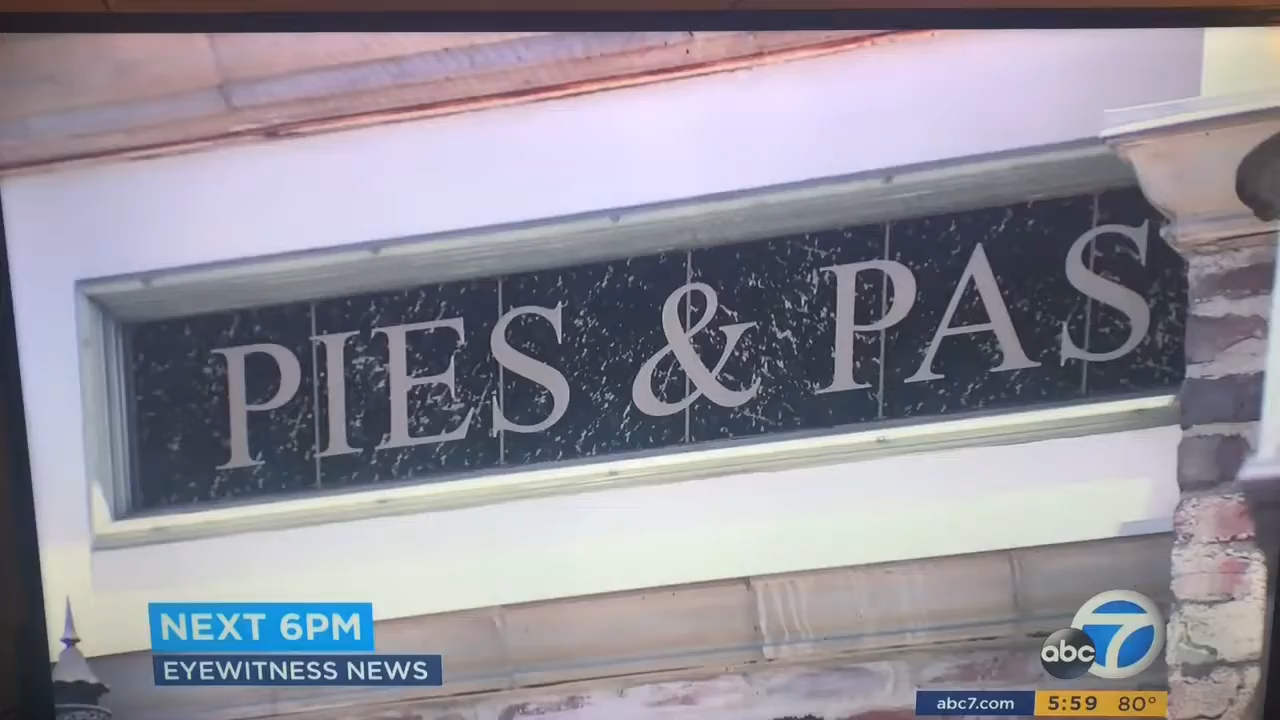 PIES & PAS
NEXT 6PM
EYEWITNESS NEWS
abc 7
abc7.com 5:59 80°